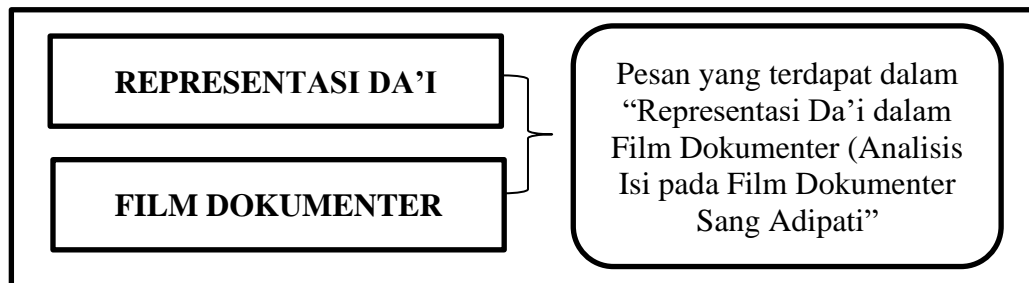 REPRESENTASI DA’I
FILM DOKUMENTER
Pesan yang terdapat dalam
“Representasi Da’i dalam
Film Dokumenter (Analisis
Isi pada Film Dokumenter
Sang Adipati”